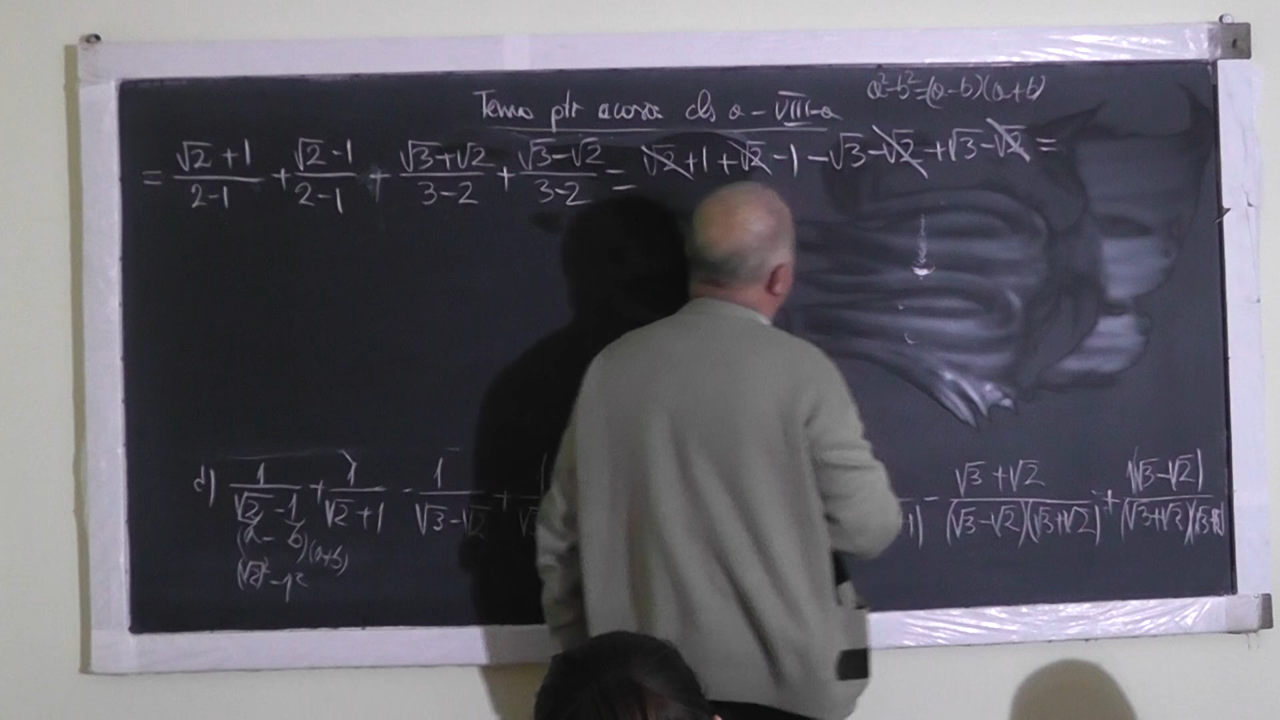 a²-b²=(a-b)(a+b)
Tema ptr acasa cls a-VIII-a
= (√2+1)/(2-1) + (√2-1)/(2-1) + (√3+√2)/(3-2) + (√3-√2)/(3-2) = √2+1+√2-1-√3-√2+√3-√2 =
d) 1/(√2-1) + 1/(√2+1) - 1/(√3-√2) + - (√3+√2)/((√3-√2)(√3+√2)) + (√3-√2)/((√3+√2)(√3-√2))
(a-b)(a+b)
(√2)²-1²